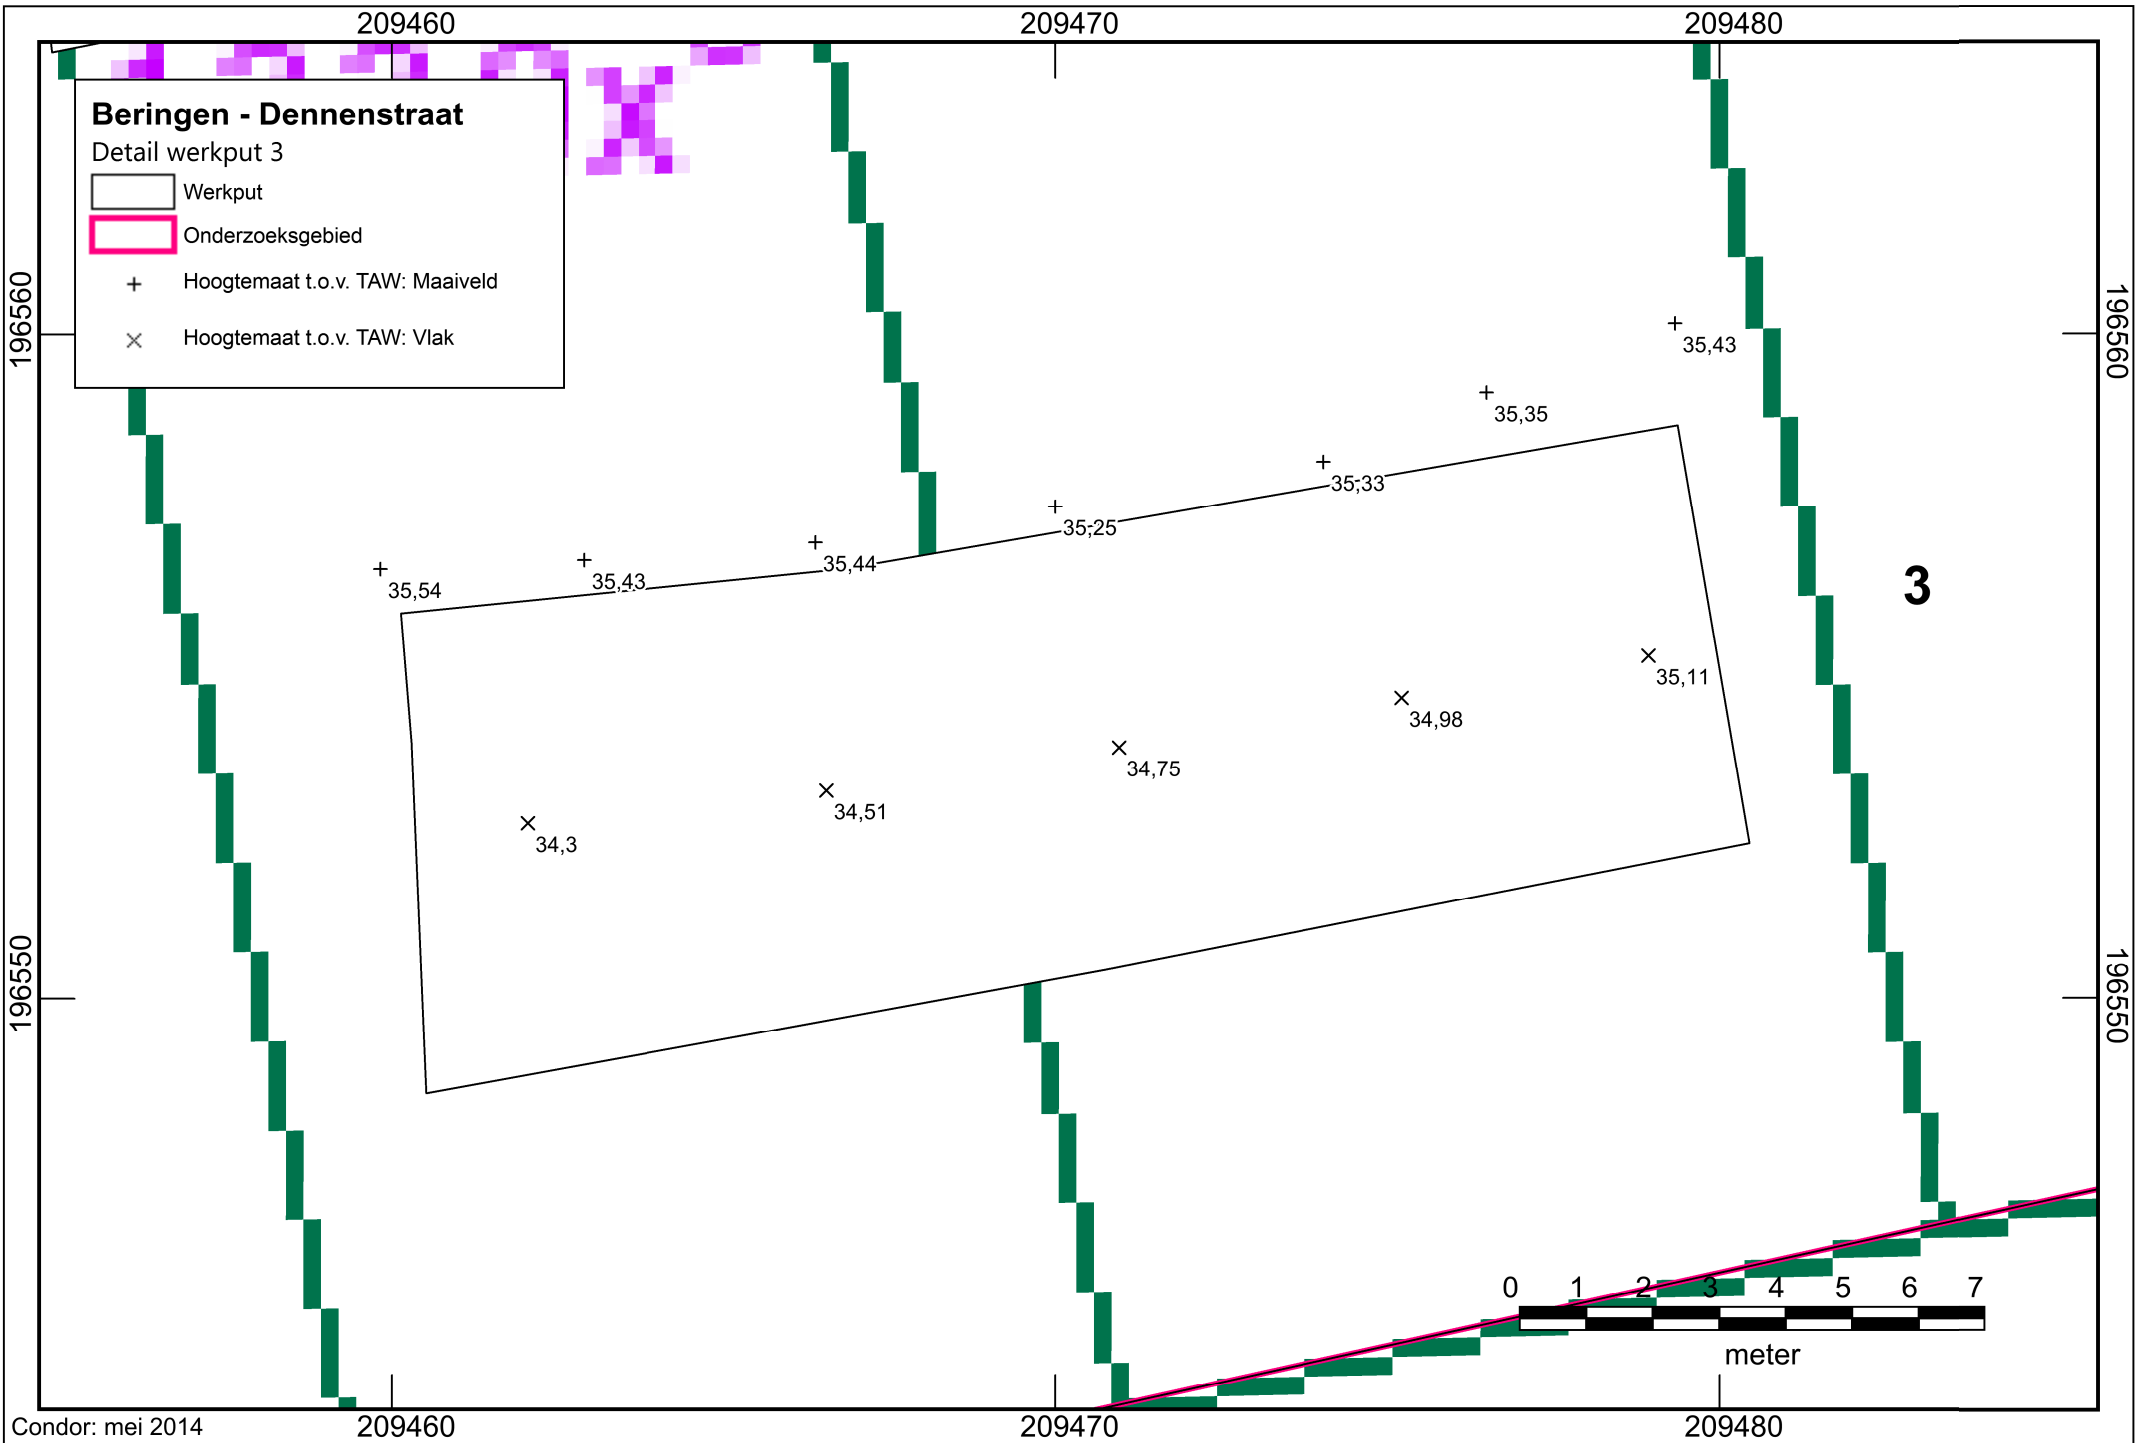 209460 209470 209480
Beringen - Dennenstraat
Detail werkput 3
Werkput
Onderzoeksgebied
Hoogtemaat t.o.v. TAW: Maaiveld
Hoogtemaat t.o.v. TAW: Vlak
196560
196560
35,43
35,35
35,33
35,25
35,44
35,43
35,54
3
35,11
34,98
34,75
34,51
34,3
196550
196550
0 1 2 3 4 5 6 7
meter
Condor: mei 2014
209460 209470 209480